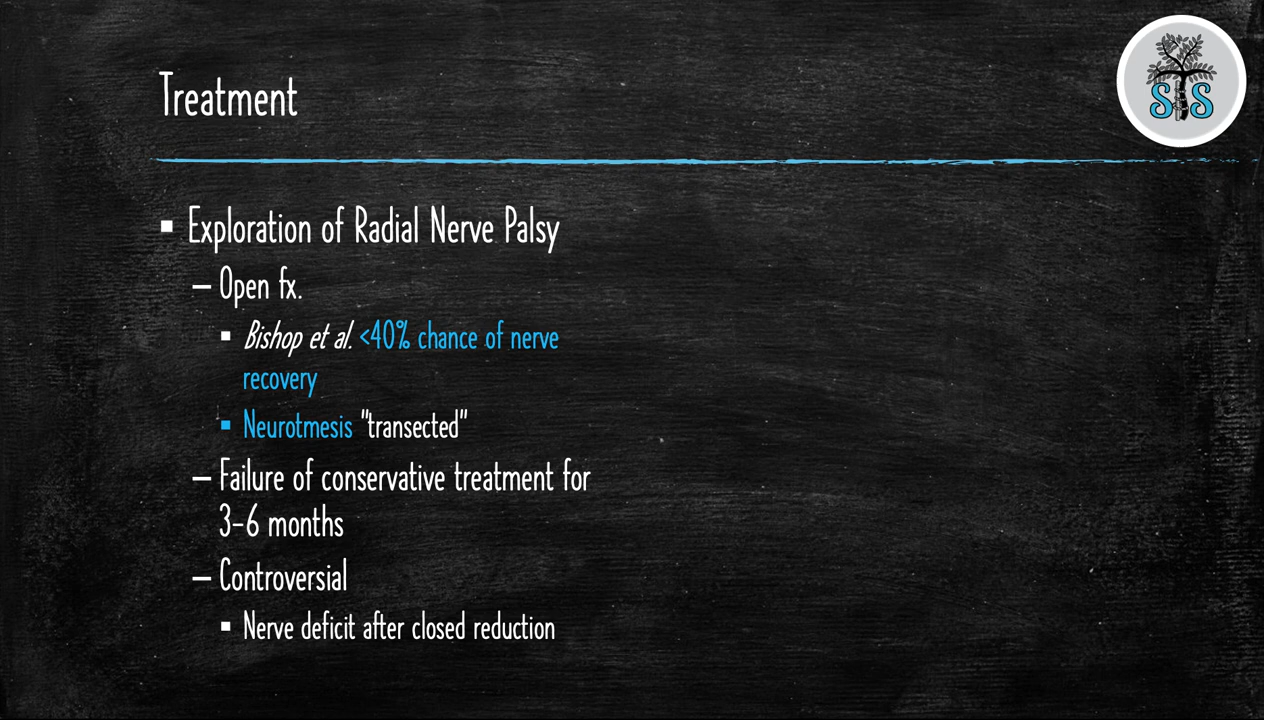 STS
Treatment
Exploration of Radial Nerve Palsy
– Open fx.
Bishop et al. <40% chance of nerve
recovery
Neurotmesis "transected"
– Failure of conservative treatment for
3-6 months
– Controversial
Nerve deficit after closed reduction